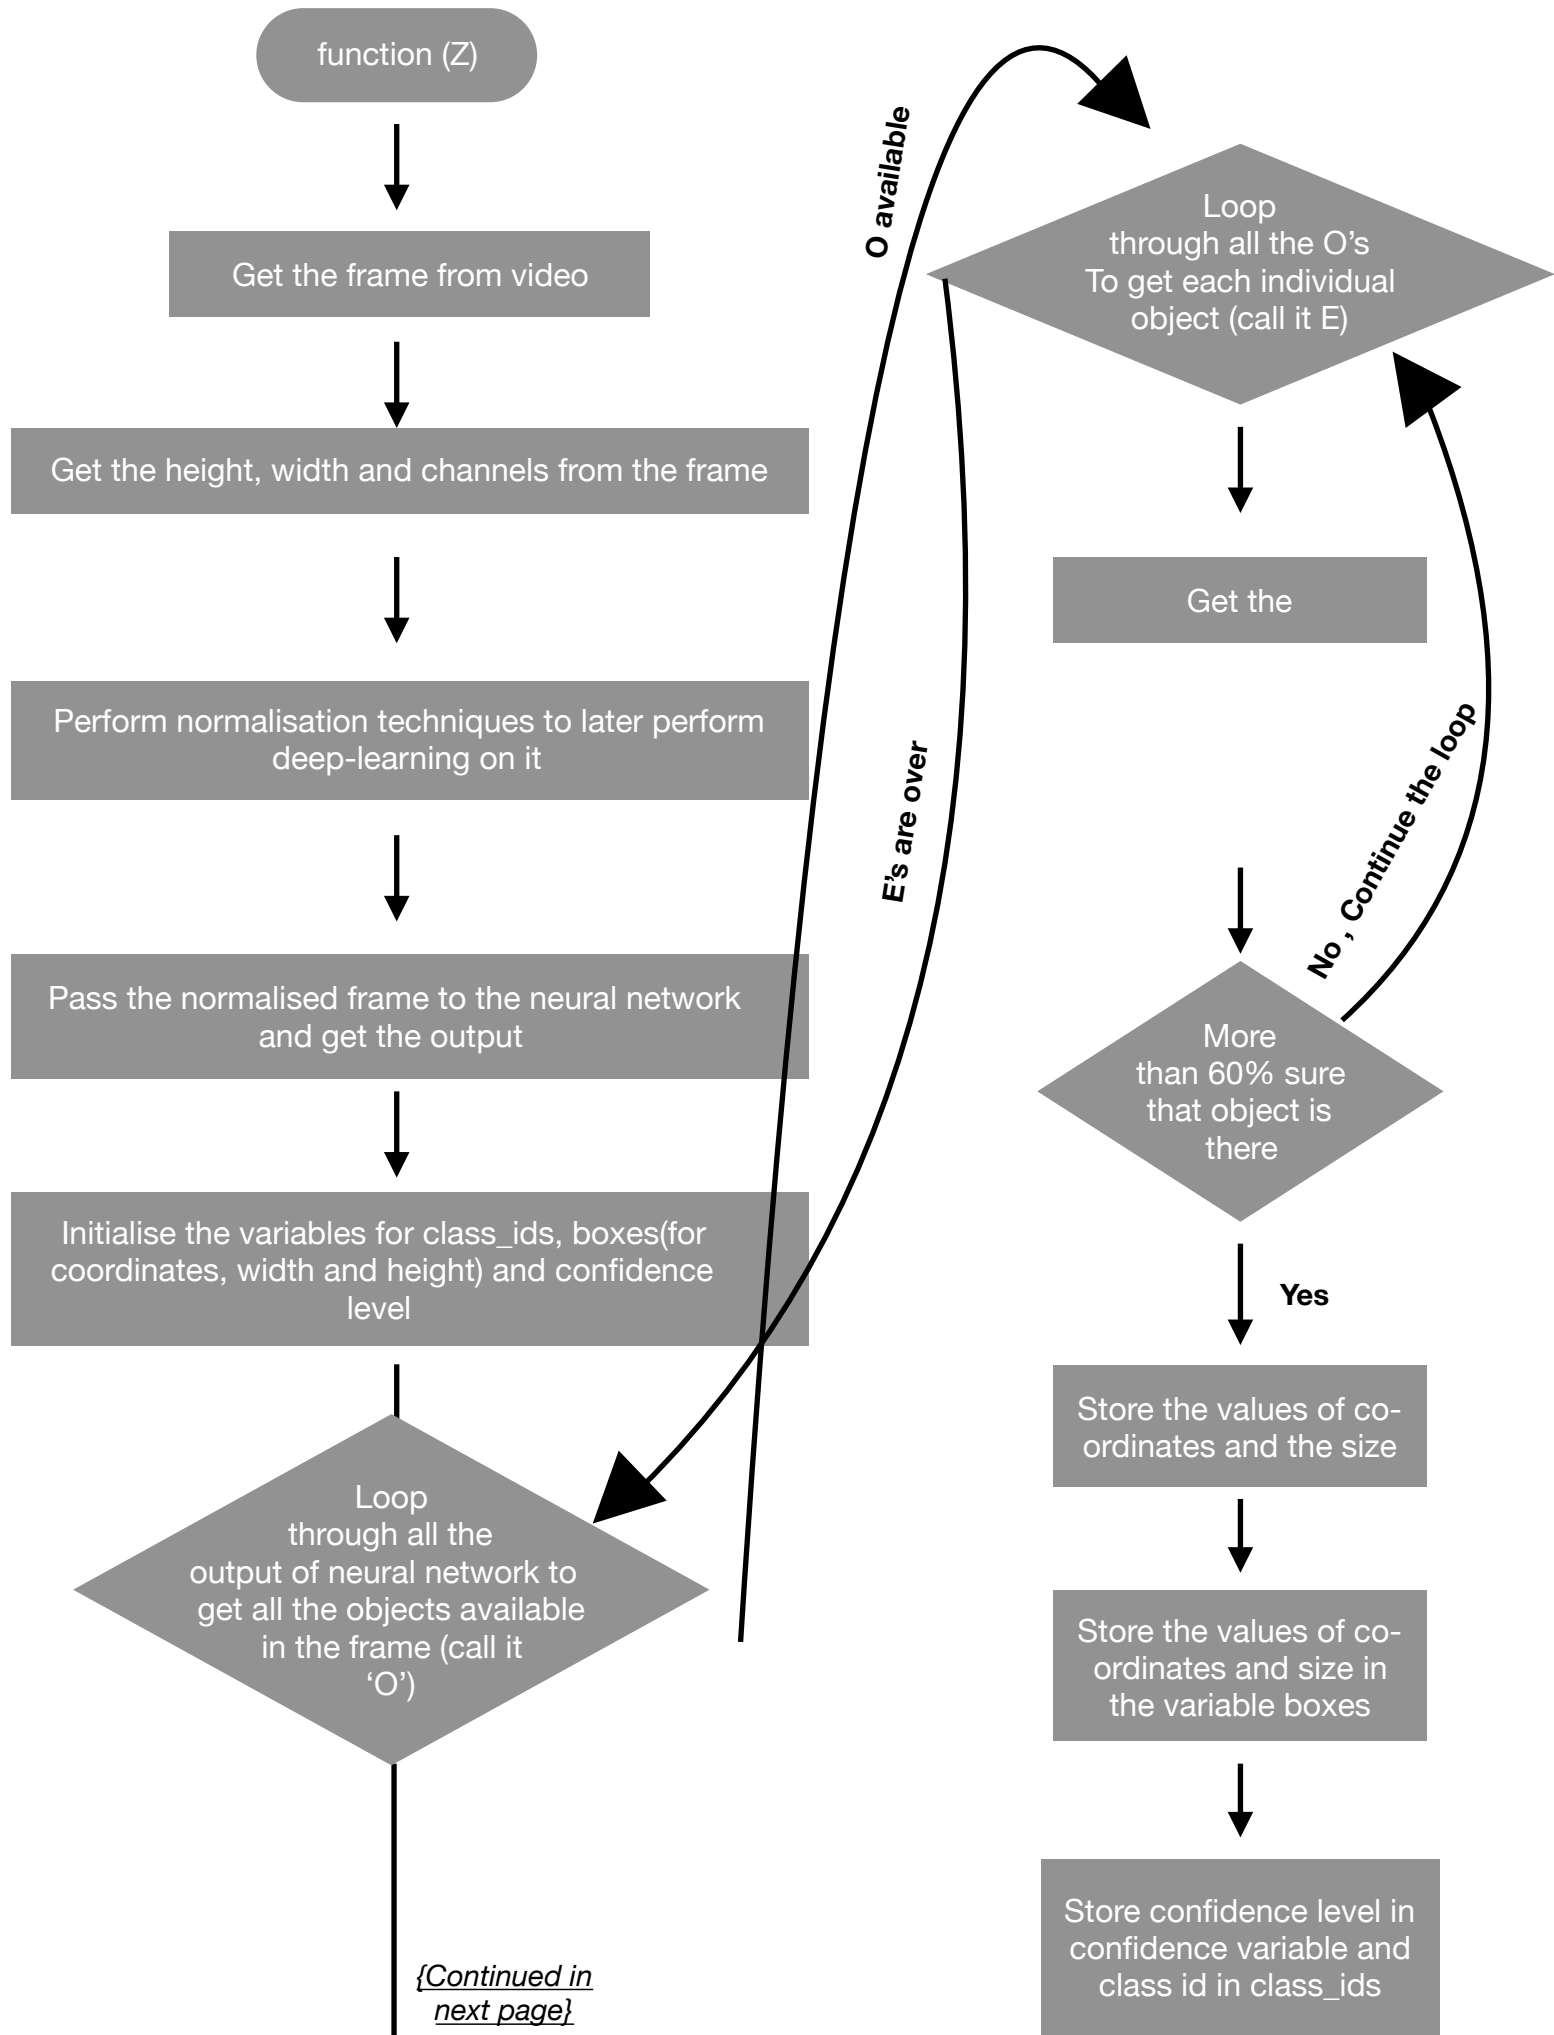 function (Z)
Get the frame from video
Get the height, width and channels from the frame
Perform normalisation techniques to later perform
deep-learning on it
Pass the normalised frame to the neural network
and get the output
Initialise the variables for class_ids, boxes(for
coordinates, width and height) and confidence
level
Loop
through all the
output of neural network to
get all the objects available
in the frame (call it
‘O’)
{Continued in
next page}
O available
E’s are over
Loop
through all the O’s
To get each individual
object (call it E)
Get the
No , Continue the loop
More
than 60% sure
that object is
there
Yes
Store the values of co-
ordinates and the size
Store the values of co-
ordinates and size in
the variable boxes
Store confidence level in
confidence variable and
class id in class_ids